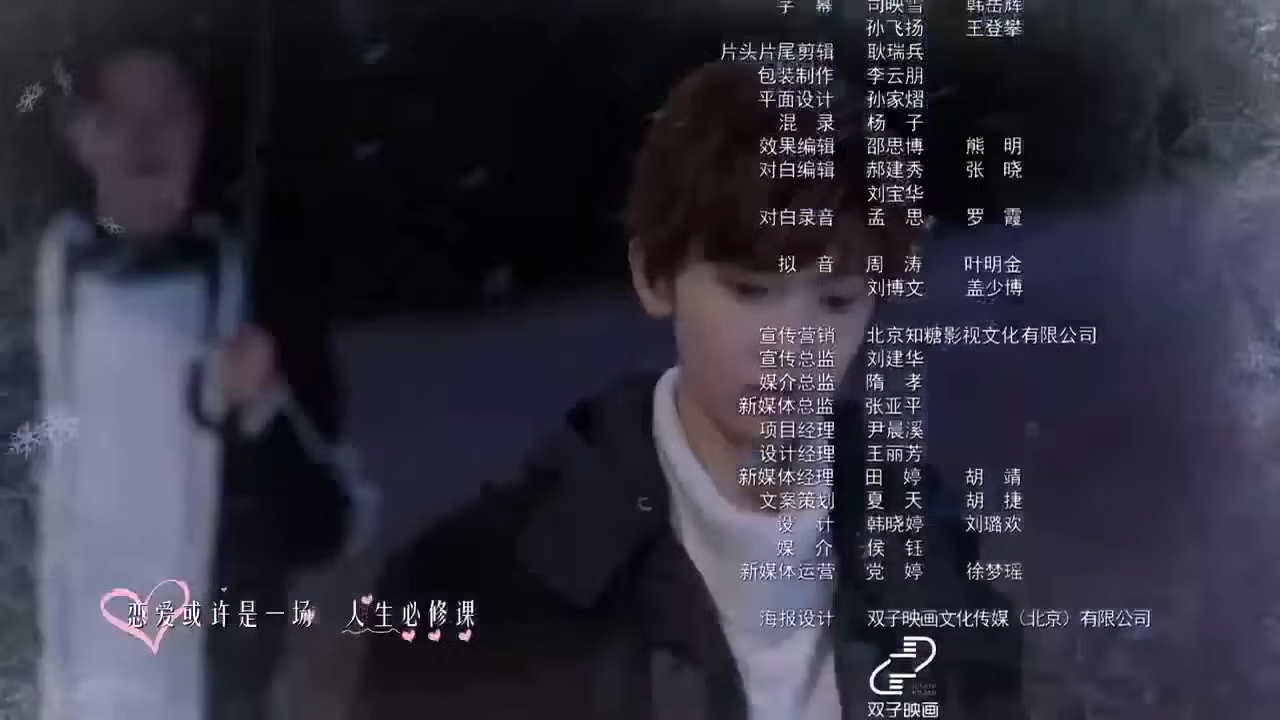 字 幕 司映雪 韩岳辉
孙飞扬 王登攀
片头片尾剪辑 耿瑞兵
包装制作 李云朋
平面设计 孙家熠
混 录 杨 子
效果编辑 邵思博 熊 明
对白编辑 郝建秀 张 晓
刘宝华
对白录音 孟 思 罗 霞
拟 音 周 涛 叶明金
刘博文 盖少博
宣传营销 北京知糖影视文化有限公司
宣传总监 刘建华
媒介总监 隋 孝
新媒体总监 张亚平
项目经理 尹晨溪
设计经理 王丽芳
新媒体经理 田 婷 胡 靖
文案策划 夏 天 胡 捷
设 计 韩晓婷 刘璐欢
媒 介 侯 钰
新媒体运营 党 婷 徐梦瑶
恋爱或许是一场 人生必修课
海报设计 双子映画文化传媒（北京）有限公司
双子映画